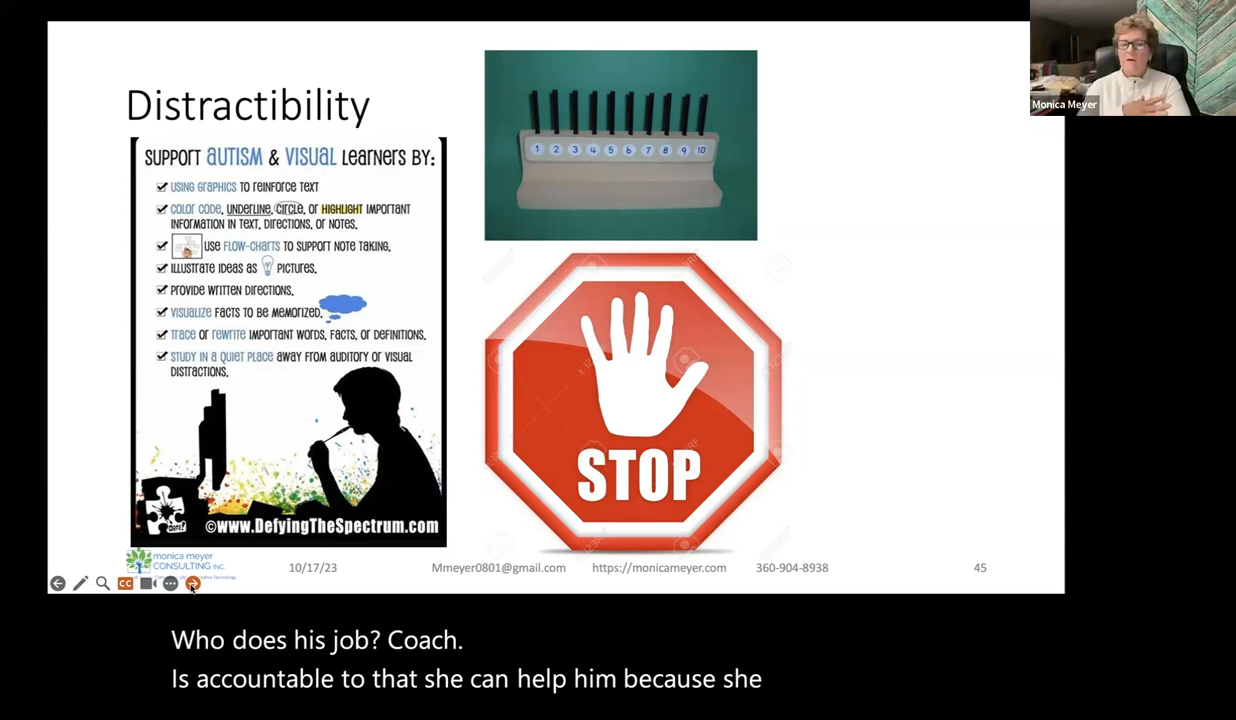 Monica Meyer
Distractibility
SUPPORT AUTISM & VISUAL LEARNERS BY:
USING GRAPHICS TO REINFORCE TEXT
COLOR CODE, UNDERLINE, CIRCLE, OR HIGHLIGHT IMPORTANT
INFORMATION IN TEXT, DIRECTIONS, OR NOTES.
USE FLOW-CHARTS TO SUPPORT NOTE TAKING.
ILLUSTRATE IDEAS AS PICTURES.
PROVIDE WRITTEN DIRECTIONS.
VISUALIZE FACTS TO BE MEMORIZED.
TRACE OR REWRITE IMPORTANT WORDS, FACTS, OR DEFINITIONS.
STUDY IN A QUIET PLACE AWAY FROM AUDITORY OR VISUAL
DISTRACTIONS.
©www.DefyingTheSpectrum.com
1 2 3 4 5 6 7 8 9 10
STOP
monica meyer
CONSULTING INC.
10/17/23 Mmeyer0801@gmail.com https://monicameyer.com 360-904-8938 45
CC
Who does his job? Coach.
Is accountable to that she can help him because she